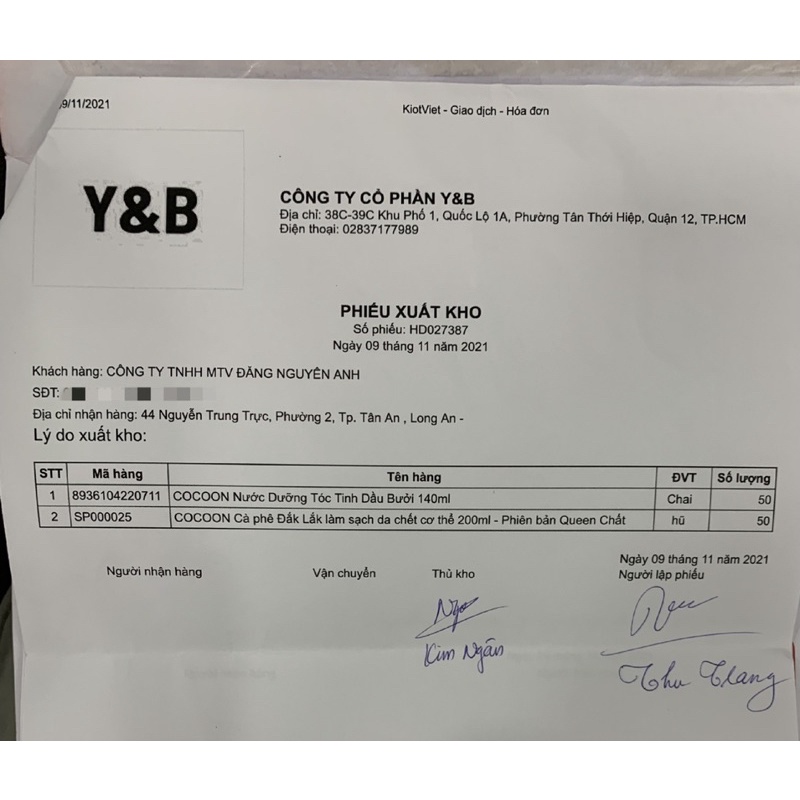 9/11/2021
KiotViet - Giao dịch - Hóa đơn
Y&B
CÔNG TY CỔ PHẦN Y&B
Địa chỉ: 38C-39C Khu Phố 1, Quốc Lộ 1A, Phường Tân Thới Hiệp, Quận 12, TP.HCM
Điện thoại: 02837177989
PHIẾU XUẤT KHO
Số phiếu: HD027387
Ngày 09 tháng 11 năm 2021
Khách hàng: CÔNG TY TNHH MTV ĐĂNG NGUYÊN ANH
SĐT:
Địa chỉ nhận hàng: 44 Nguyễn Trung Trực, Phường 2, Tp. Tân An , Long An -
Lý do xuất kho:
STT Mã hàng Tên hàng ĐVT Số lượng
1 8936104220711 COCOON Nước Dưỡng Tóc Tinh Dầu Bưởi 140ml Chai 50
2 SP000025 COCOON Cà phê Đắk Lắk làm sạch da chết cơ thể 200ml - Phiên bản Queen Chất hũ 50
Ngày 09 tháng 11 năm 2021
Người nhận hàng Vận chuyển Thủ kho Người lập phiếu
Kim Ngân
Thu Trang